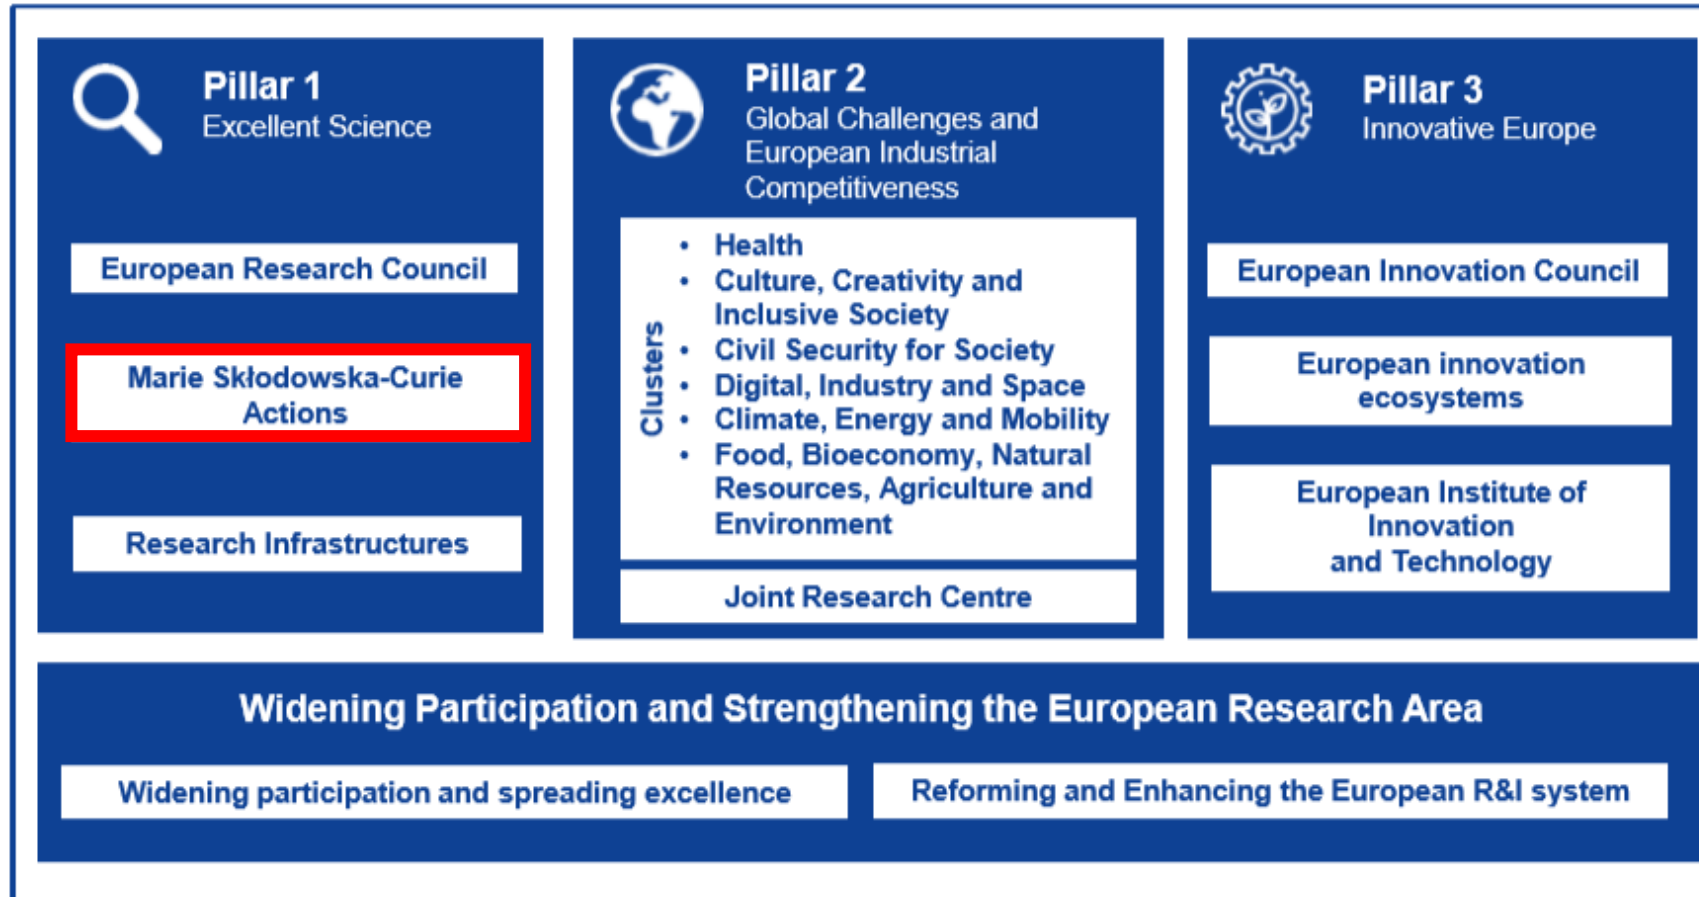 Pillar 1
Excellent Science
European Research Council
Marie Skłodowska-Curie
Actions
Research Infrastructures
Pillar 2
Global Challenges and
European Industrial
Competitiveness
Clusters
• Health
• Culture, Creativity and
Inclusive Society
• Civil Security for Society
• Digital, Industry and Space
• Climate, Energy and Mobility
• Food, Bioeconomy, Natural
Resources, Agriculture and
Environment
Joint Research Centre
Pillar 3
Innovative Europe
European Innovation Council
European innovation
ecosystems
European Institute of
Innovation
and Technology
Widening Participation and Strengthening the European Research Area
Widening participation and spreading excellence
Reforming and Enhancing the European R&I system